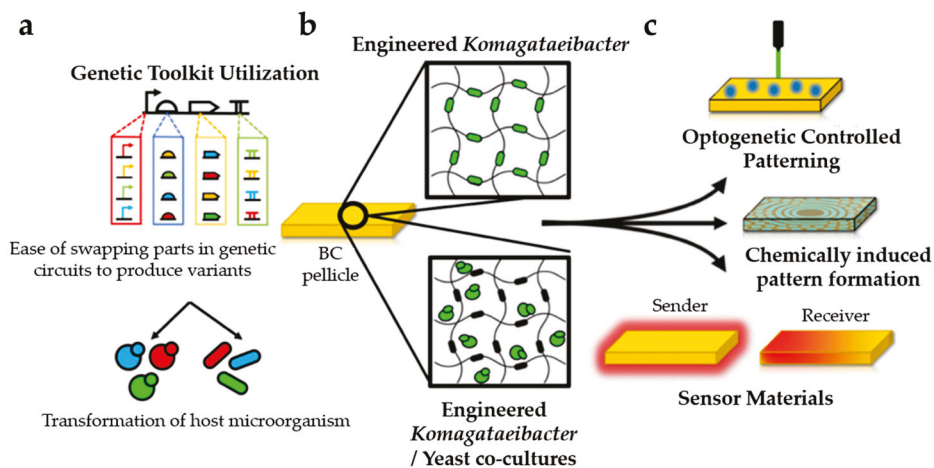 a
Genetic Toolkit Utilization
Ease of swapping parts in genetic
circuits to produce variants
Transformation of host microorganism
b
Engineered Komagataeibacter
BC
pellicle
Engineered
Komagataeibacter
/ Yeast co-cultures
c
Optogenetic Controlled
Patterning
Chemically induced
pattern formation
Sender
Receiver
Sensor Materials